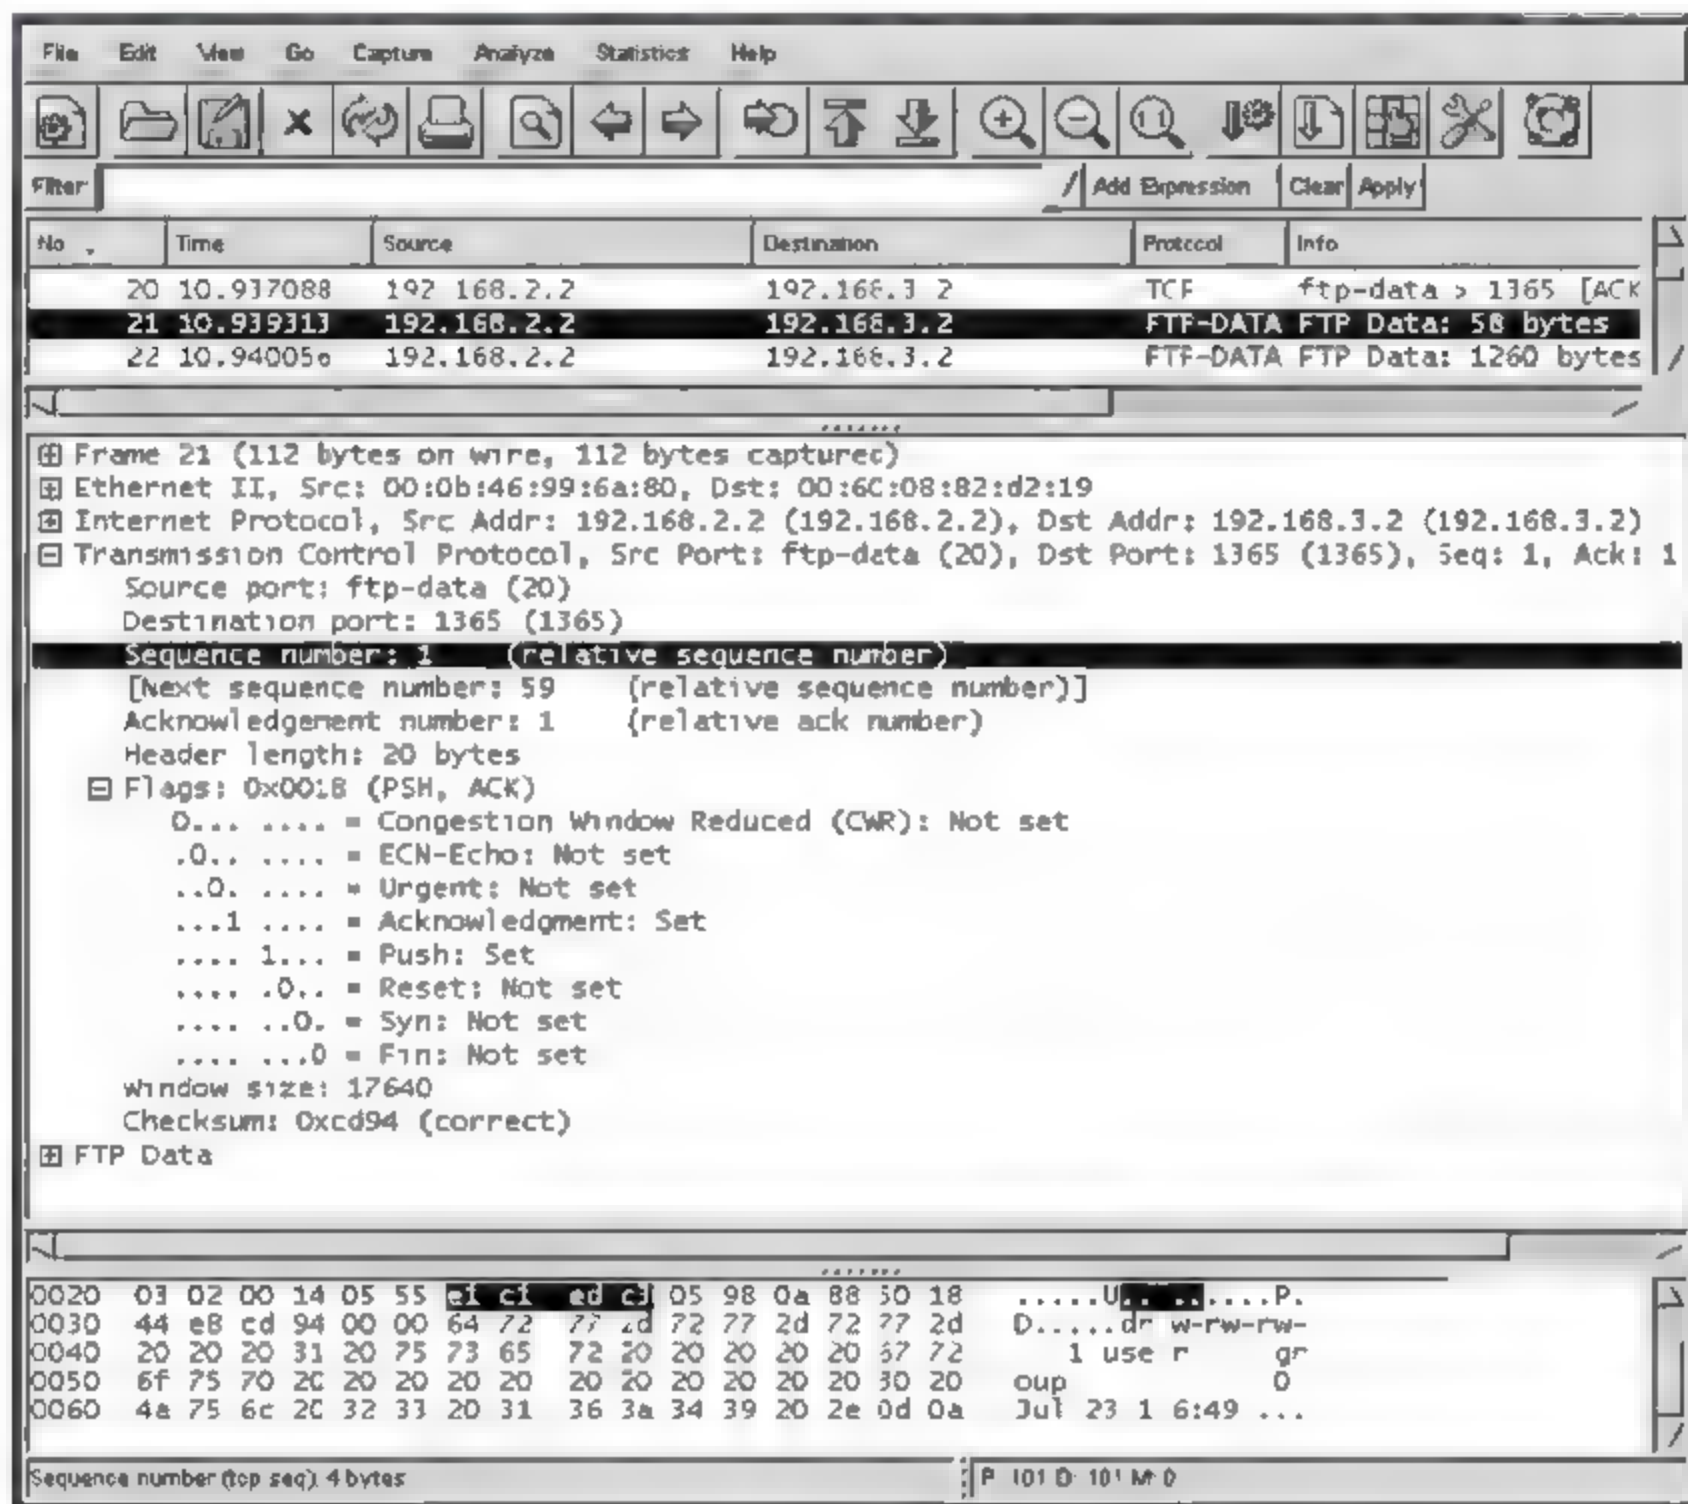 File Edit View Go Capture Analyze Statistics Help
Filter Add Expression Clear Apply
No Time Source Destination Protocol Info
20 10.937088 192 168.2.2 192.168.3 2 TCP ftp-data > 1365 [ACK
21 10.939313 192.168.2.2 192.168.3.2 FTP-DATA FTP Data: 58 bytes
22 10.940056 192.168.2.2 192.168.3.2 FTP-DATA FTP Data: 1260 bytes
Frame 21 (112 bytes on wire, 112 bytes captured)
Ethernet II, Src: 00:0b:46:99:6a:80, Dst: 00:60:08:82:d2:19
Internet Protocol, Src Addr: 192.168.2.2 (192.168.2.2), Dst Addr: 192.168.3.2 (192.168.3.2)
Transmission Control Protocol, Src Port: ftp-data (20), Dst Port: 1365 (1365), Seq: 1, Ack: 1
Source port: ftp-data (20)
Destination port: 1365 (1365)
Sequence number: 1 (relative sequence number)
[Next sequence number: 59 (relative sequence number)]
Acknowledgement number: 1 (relative ack number)
Header length: 20 bytes
Flags: 0x0018 (PSH, ACK)
0... .... = Congestion Window Reduced (CWR): Not set
.0.. .... = ECN-Echo: Not set
..0. .... = Urgent: Not set
...1 .... = Acknowledgment: Set
.... 1... = Push: Set
.... .0.. = Reset: Not set
.... ..0. = Syn: Not set
.... ...0 = Fin: Not set
Window size: 17640
Checksum: 0xcd94 (correct)
FTP Data
0020 03 02 00 14 05 55 e1 c1 ed c3 05 98 0a 88 50 18 .....U.. ......P.
0030 44 e8 cd 94 00 00 64 72 77 2d 72 77 2d 72 77 2d D.....dr w-rw-rw-
0040 20 20 20 31 20 75 73 65 72 20 20 20 20 20 67 72 1 use r gr
0050 6f 75 70 20 20 20 20 20 20 20 20 20 20 20 30 20 oup 0
0060 4a 75 6c 20 32 33 20 31 36 3a 34 39 20 2e 0d 0a Jul 23 1 6:49 ...
Sequence number (tcp seq), 4 bytes P 101 D 101 M 0